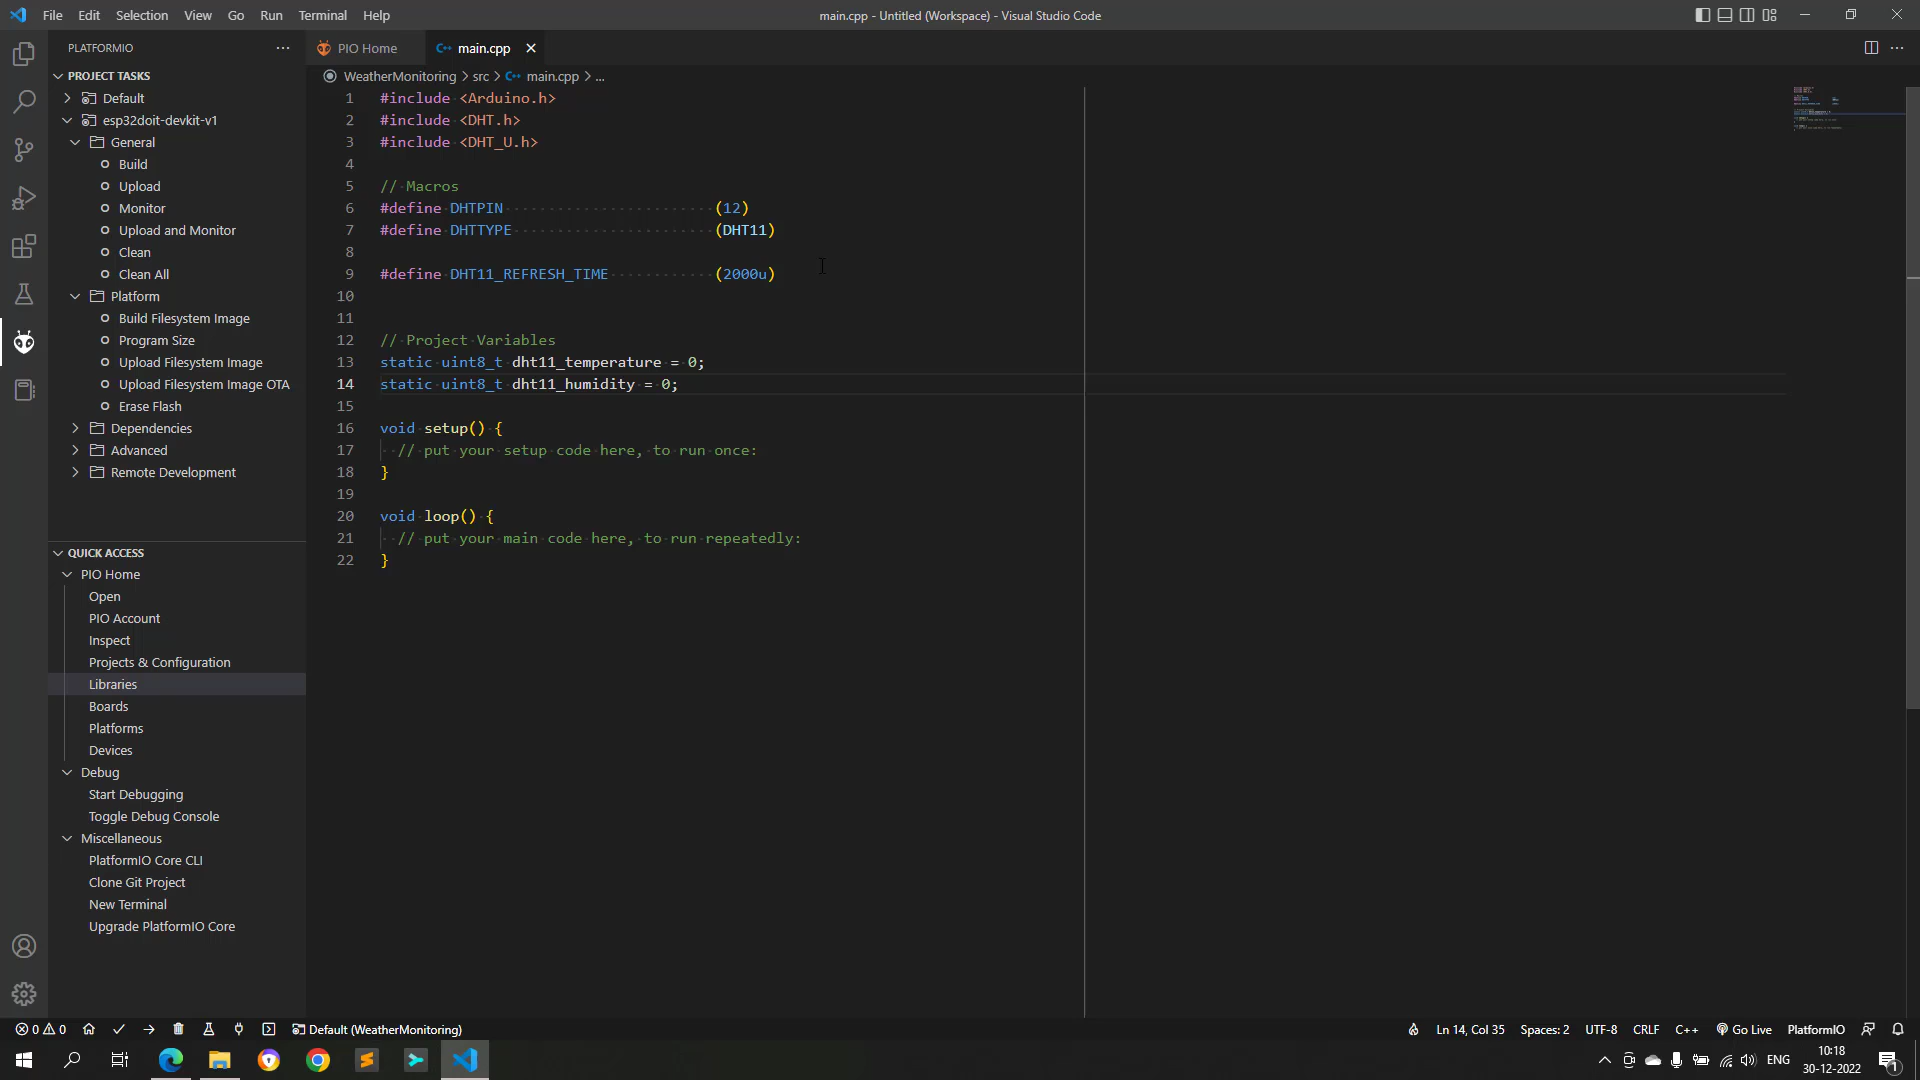 File Edit Selection View Go Run Terminal Help
main.cpp - Untitled (Workspace) - Visual Studio Code
PLATFORMIO
PROJECT TASKS
Default
esp32doit-devkit-v1
General
Build
Upload
Monitor
Upload and Monitor
Clean
Clean All
Platform
Build Filesystem Image
Program Size
Upload Filesystem Image
Upload Filesystem Image OTA
Erase Flash
Dependencies
Advanced
Remote Development
QUICK ACCESS
PIO Home
Open
PIO Account
Inspect
Projects & Configuration
Libraries
Boards
Platforms
Devices
Debug
Start Debugging
Toggle Debug Console
Miscellaneous
PlatformIO Core CLI
Clone Git Project
New Terminal
Upgrade PlatformIO Core
PIO Home
main.cpp
WeatherMonitoring > src > main.cpp > ...
1 #include <Arduino.h>
2 #include <DHT.h>
3 #include <DHT_U.h>
4
5 // Macros
6 #define DHTPIN (12)
7 #define DHTTYPE (DHT11)
8
9 #define DHT11_REFRESH_TIME (2000u)
10
11
12 // Project Variables
13 static uint8_t dht11_temperature = 0;
14 static uint8_t dht11_humidity = 0;
15
16 void setup() {
17 // put your setup code here, to run once:
18 }
19
20 void loop() {
21 // put your main code here, to run repeatedly:
22 }
0 0 Default (WeatherMonitoring)
Ln 14, Col 35 Spaces: 2 UTF-8 CRLF C++ Go Live PlatformIO
ENG
10:18
30-12-2022
1